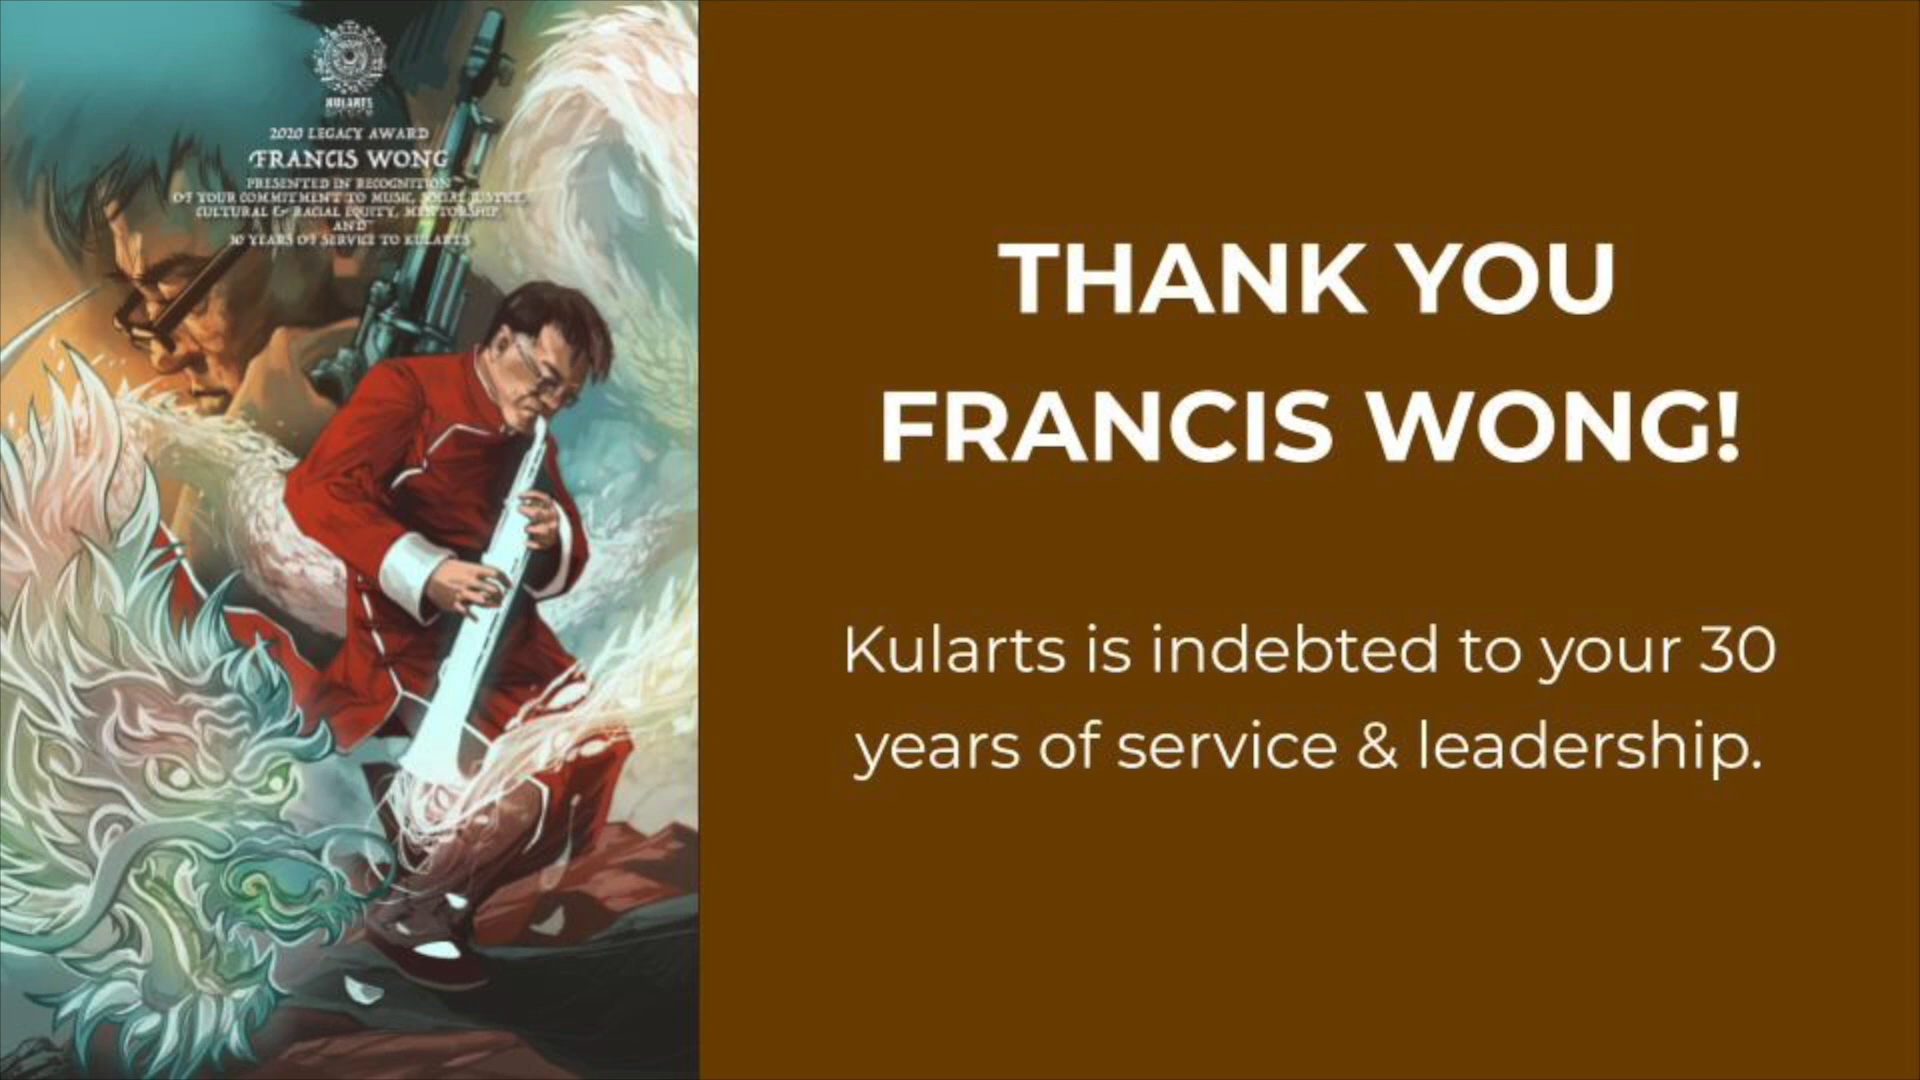 KULARTS
2020 LEGACY AWARD
FRANCIS WONG
PRESENTED IN RECOGNITION
OF YOUR COMMITMENT TO MUSIC, SOCIAL JUSTICE,
CULTURAL & RACIAL EQUITY, MENTORSHIP
AND
30 YEARS OF SERVICE TO KULARTS
THANK YOU
FRANCIS WONG!
Kularts is indebted to your 30
years of service & leadership.